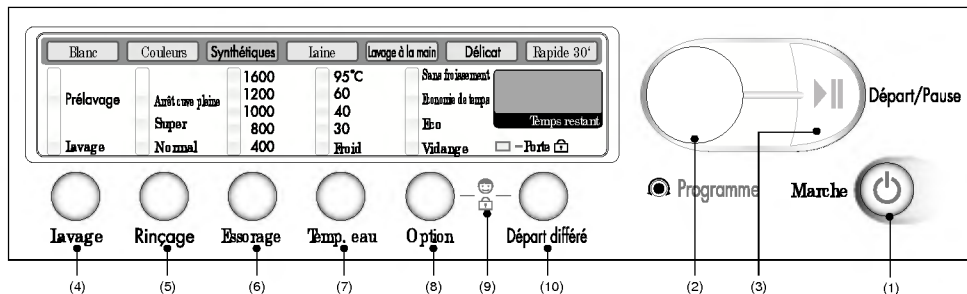 Blanc Couleurs Synthétiques Laine Lavage à la main Délicat Rapide 30'
Prélavage
Lavage
Arrêt cuve pleine
Super
Normal
1600
1200
1000
800
400
95°C
60
40
30
Froid
Sans froissement
Economie de temps
Eco
Vidange
Temps restant
Porte
Départ/Pause
Programme
Marche
Lavage Rinçage Essorage Temp. eau Option Départ différé
(4) (5) (6) (7) (8) (9) (10) (2) (3) (1)